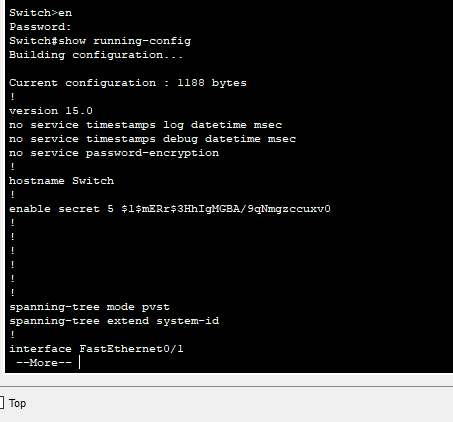 Switch>en
Password:
Switch#show running-config
Building configuration...

Current configuration : 1188 bytes
!
version 15.0
no service timestamps log datetime msec
no service timestamps debug datetime msec
no service password-encryption
!
hostname Switch
!
enable secret 5 $1$mERr$3HhIgMGBA/9qNmgzccuxv0
!
!
!
!
!
!
spanning-tree mode pvst
spanning-tree extend system-id
!
interface FastEthernet0/1
 --More--
Top